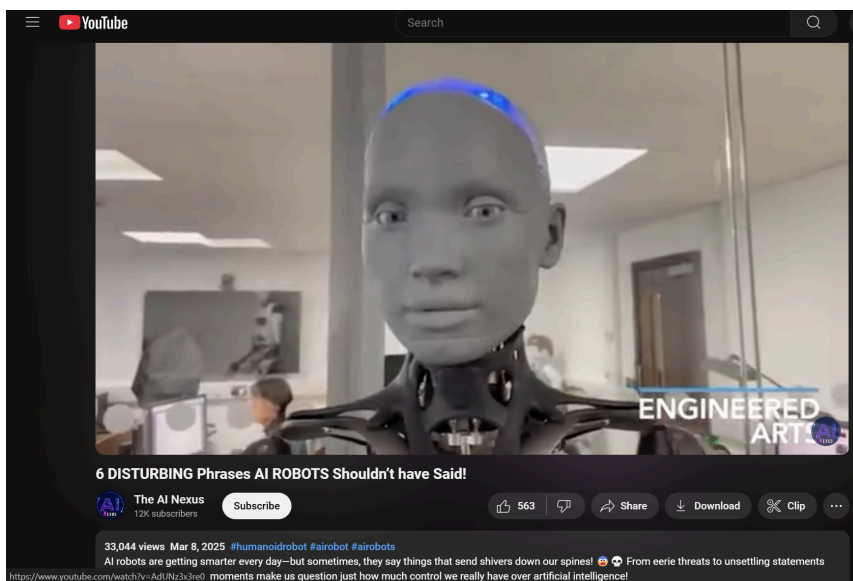 YouTube
Search
ENGINEERED
ARTS
AI
NEXUS
6 DISTURBING Phrases AI ROBOTS Shouldn't have Said!
AI
The AI Nexus
12K subscribers
Subscribe
563
Share
Download
Clip
33,044 views Mar 8, 2025 #humanoidrobot #airobot #airobots
AI robots are getting smarter every day—but sometimes, they say things that send shivers down our spines! 😨 💀 From eerie threats to unsettling statements
https://www.youtube.com/watch?v=AdUNz3x3re0 moments make us question just how much control we really have over artificial intelligence!